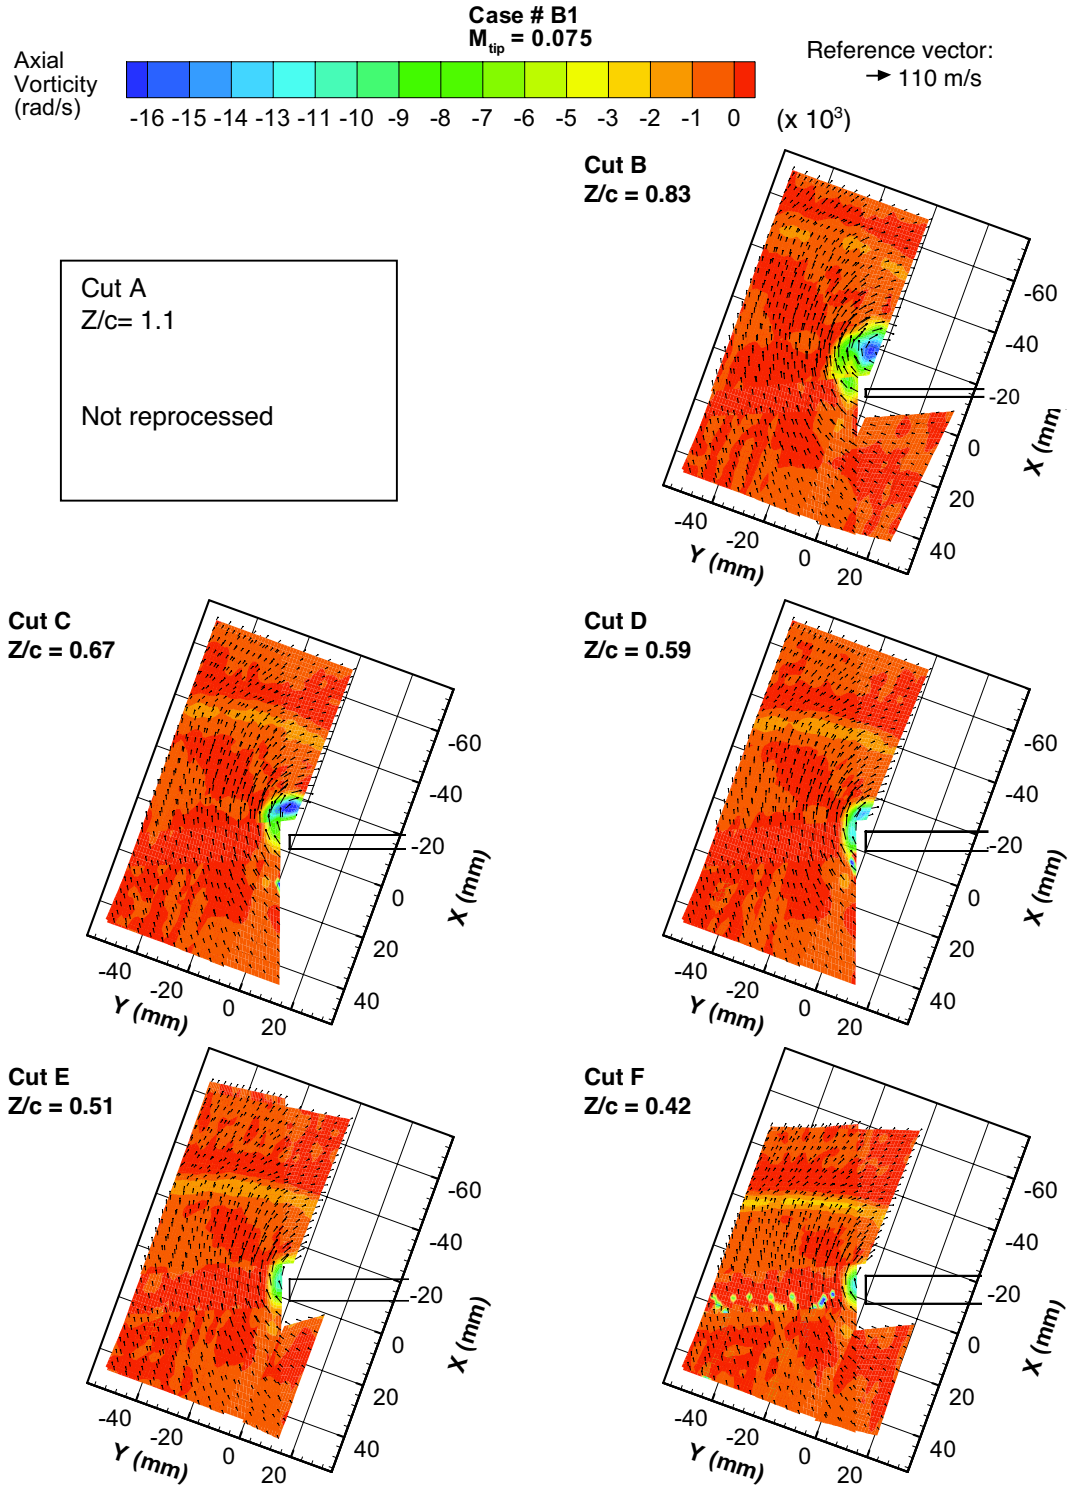 Case # B1
M_tip = 0.075
Axial
Vorticity
(rad/s)
Reference vector:
110 m/s
-16 -15 -14 -13 -11 -10 -9 -8 -7 -6 -5 -3 -2 -1 0 (x 10³)
Cut B
Z/c = 0.83
-60
-40
-20
0
20
40
X (mm
-40
-20
0
20
Y (mm)
Cut A
Z/c= 1.1
Not reprocessed
Cut C
Z/c = 0.67
-60
-40
-20
0
20
40
X (mm)
-40
-20
0
20
Y (mm)
Cut D
Z/c = 0.59
-60
-40
-20
0
20
40
X (mm)
-40
-20
0
20
Y (mm)
Cut E
Z/c = 0.51
-60
-40
-20
0
20
40
X (mm)
-40
-20
0
20
Y (mm)
Cut F
Z/c = 0.42
-60
-40
-20
0
20
40
X (mm)
-40
-20
0
20
Y (mm)